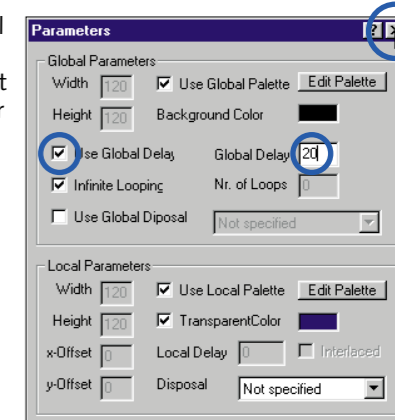 l
t
r
Parameters
Global Parameters
Width 120 Use Global Palette Edit Palette
Height 120 Background Color
Use Global Delay Global Delay 20
Infinite Looping Nr. of Loops 0
Use Global Diposal Not specified
Local Parameters
Width 120 Use Local Palette Edit Palette
Height 120 TransparentColor
x-Offset 0 Local Delay 0 Interlaced
y-Offset 0 Disposal Not specified